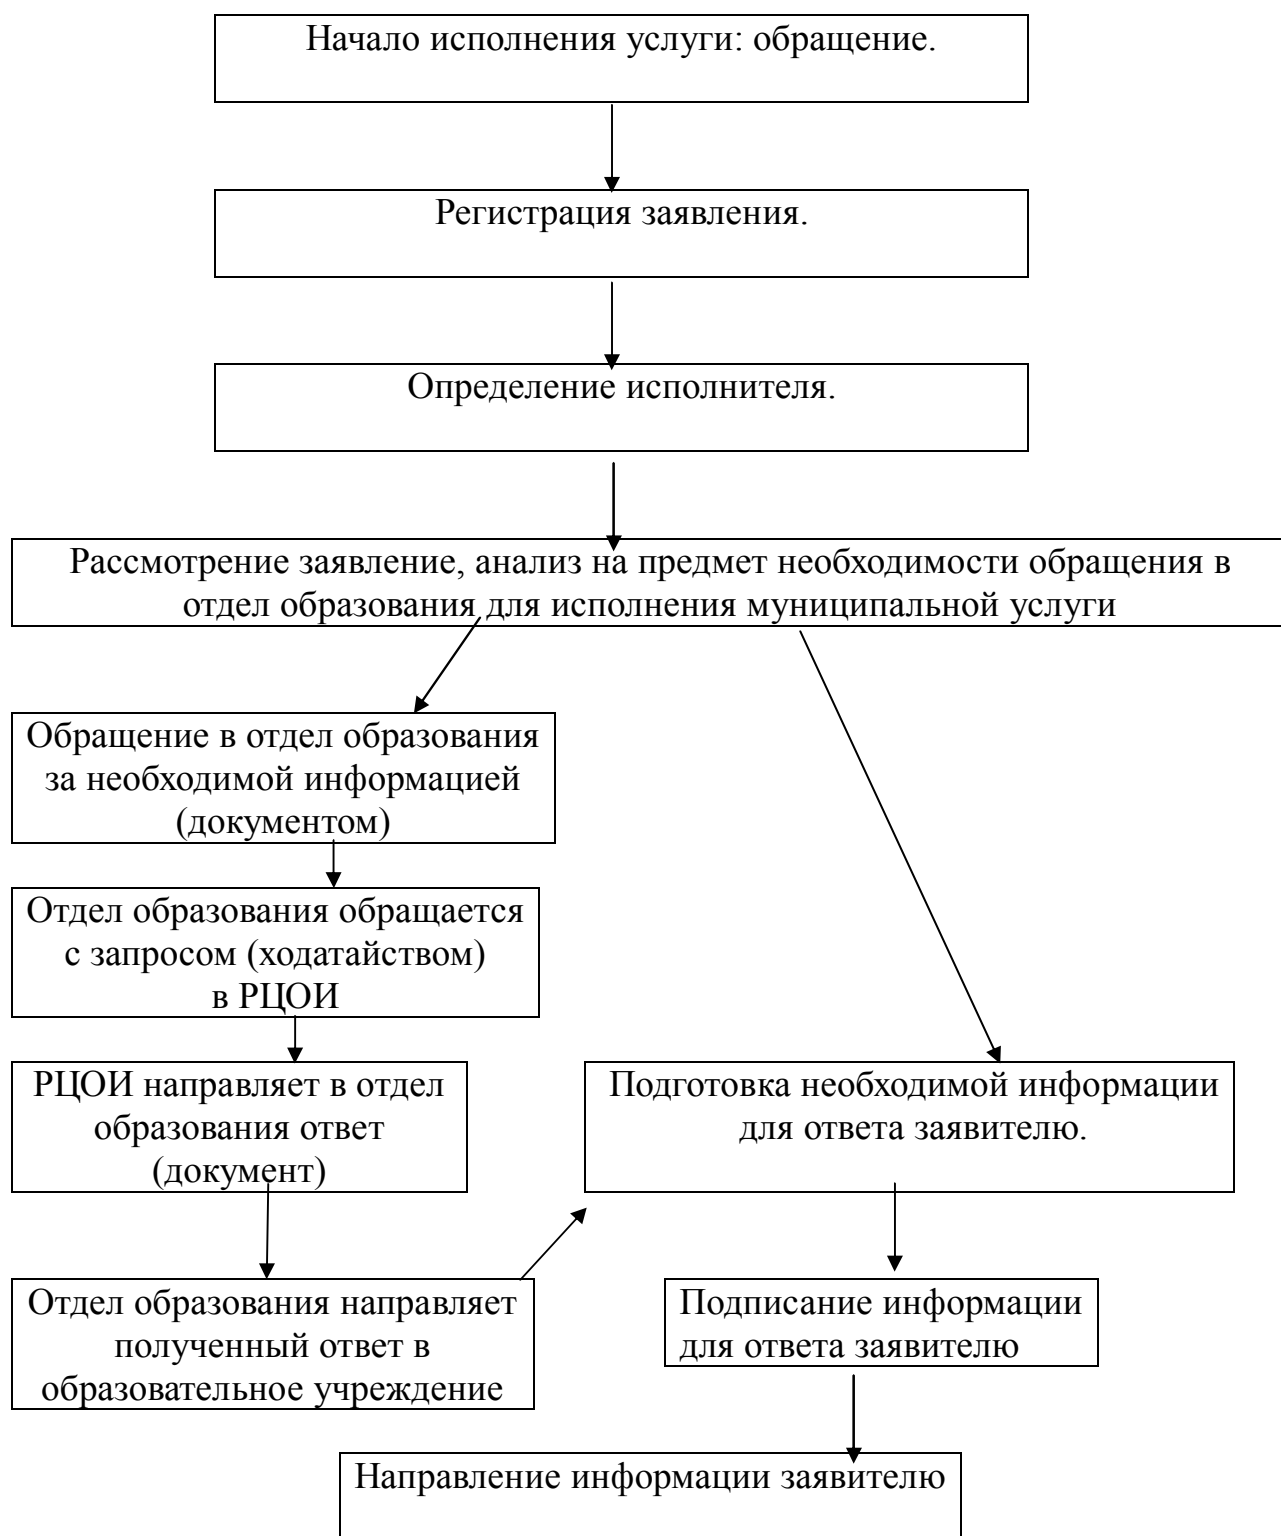 Начало исполнения услуги: обращение.
Регистрация заявления.
Определение исполнителя.
Рассмотрение заявление, анализ на предмет необходимости обращения в
отдел образования для исполнения муниципальной услуги
Обращение в отдел образования
за необходимой информацией
(документом)
Отдел образования обращается
с запросом (ходатайством)
в РЦОИ
РЦОИ направляет в отдел
образования ответ
(документ)
Подготовка необходимой информации
для ответа заявителю.
Отдел образования направляет
полученный ответ в
образовательное учреждение
Подписание информации
для ответа заявителю
Направление информации заявителю